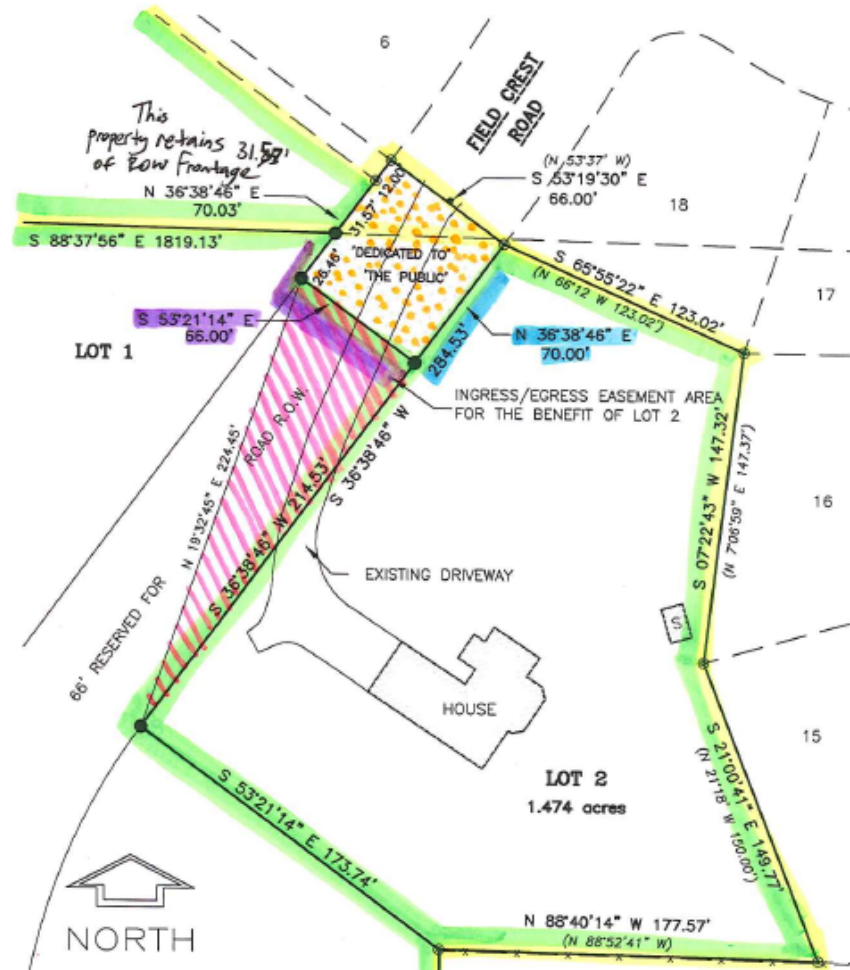 6
FIELD CREST
ROAD
This
property retains 31.57'
of Row Frontage
N 36°38'46" E
70.03'
(N 53°37' W)
S 53°19'30" E
66.00'
18
31.57' 12.00'
26.46'
"DEDICATED TO"
"THE PUBLIC"
S 88°37'56" E 1819.13'
S 65°55'22" E 123.02'
(N 66°12 W 123.02')
17
S 53°21'14" E
66.00'
N 36°38'46" E
70.00'
284.53'
LOT 1
INGRESS/EGRESS EASEMENT AREA
FOR THE BENEFIT OF LOT 2
ROAD R.O.W.
N 19°32'45" E 224.45'
S 36°38'46" W 214.53'
S 36°38'46" W
S 07°22'43" W 147.32'
(N 7°06'59" E 147.37')
16
EXISTING DRIVEWAY
S
66' RESERVED FOR
HOUSE
15
LOT 2
1.474 acres
S 21°00'41" E 149.77'
(N 21°18' W 150.00')
S 53°21'14" E 173.74'
N 88°40'14" W 177.57'
(N 88°52'41" W)
NORTH